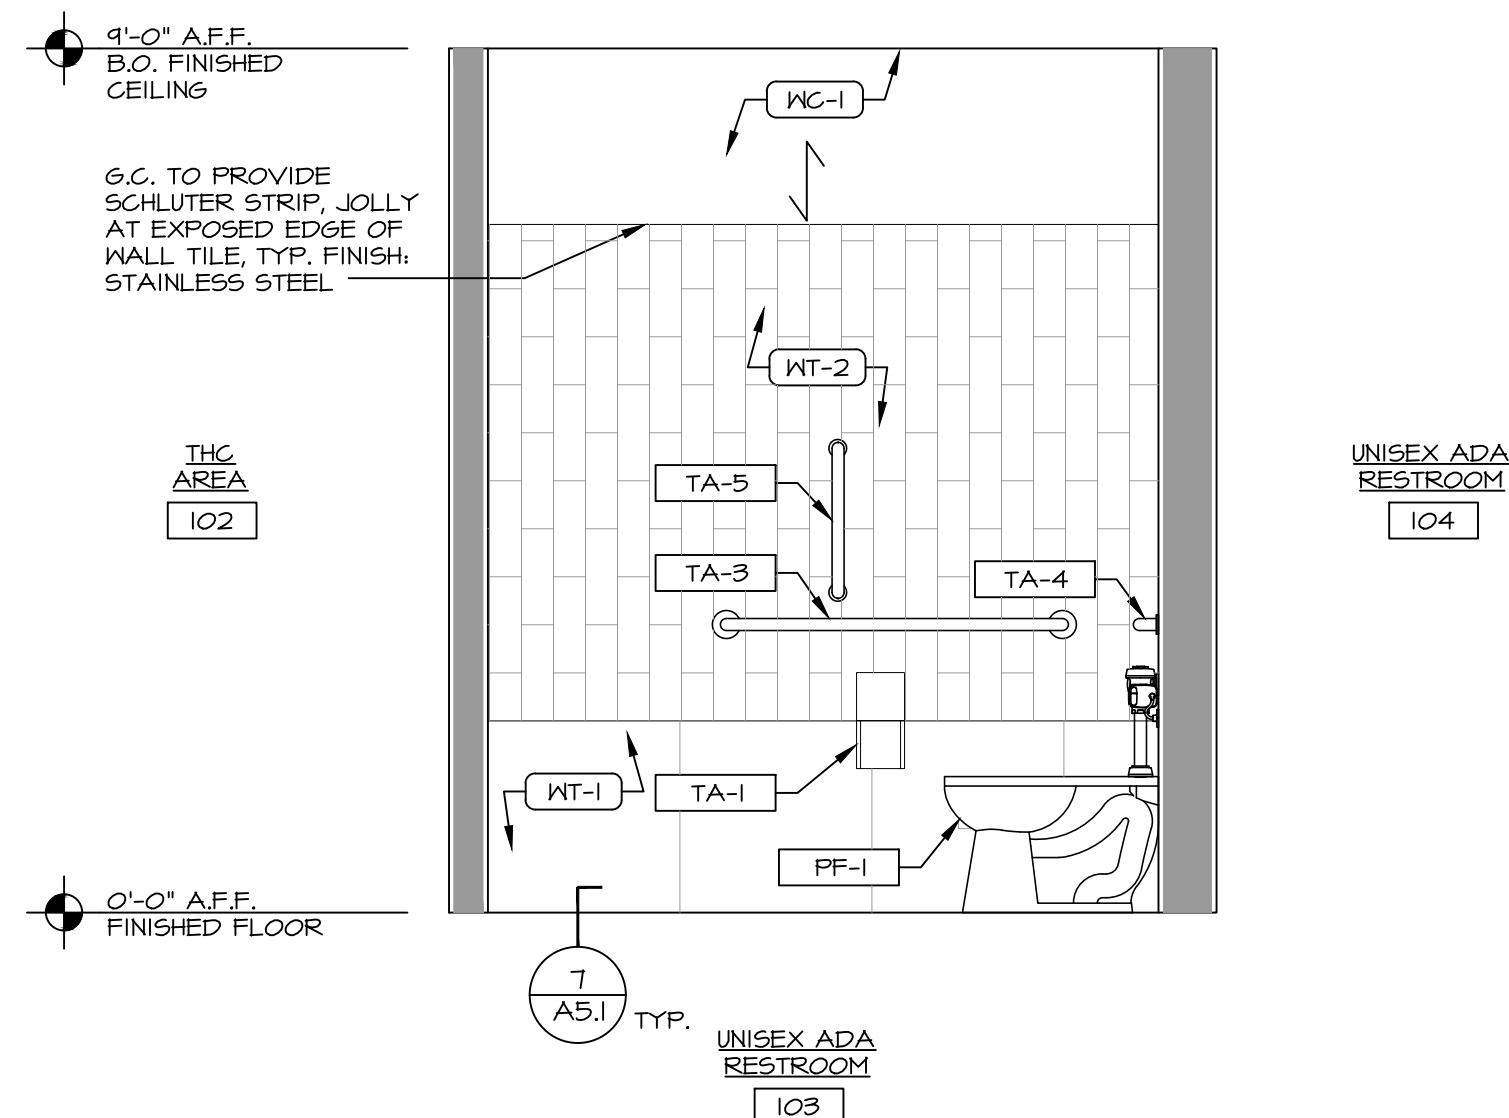 9'-0" A.F.F.
B.O. FINISHED
CEILING
WC-1
G.C. TO PROVIDE
SCHLUTER STRIP, JOLLY
AT EXPOSED EDGE OF
WALL TILE, TYP. FINISH:
STAINLESS STEEL
WT-2
THC
AREA
102
UNISEX ADA
RESTROOM
104
TA-5
TA-3
TA-4
WT-1
TA-1
PF-1
0'-0" A.F.F.
FINISHED FLOOR
7
A5.1
TYP.
UNISEX ADA
RESTROOM
103